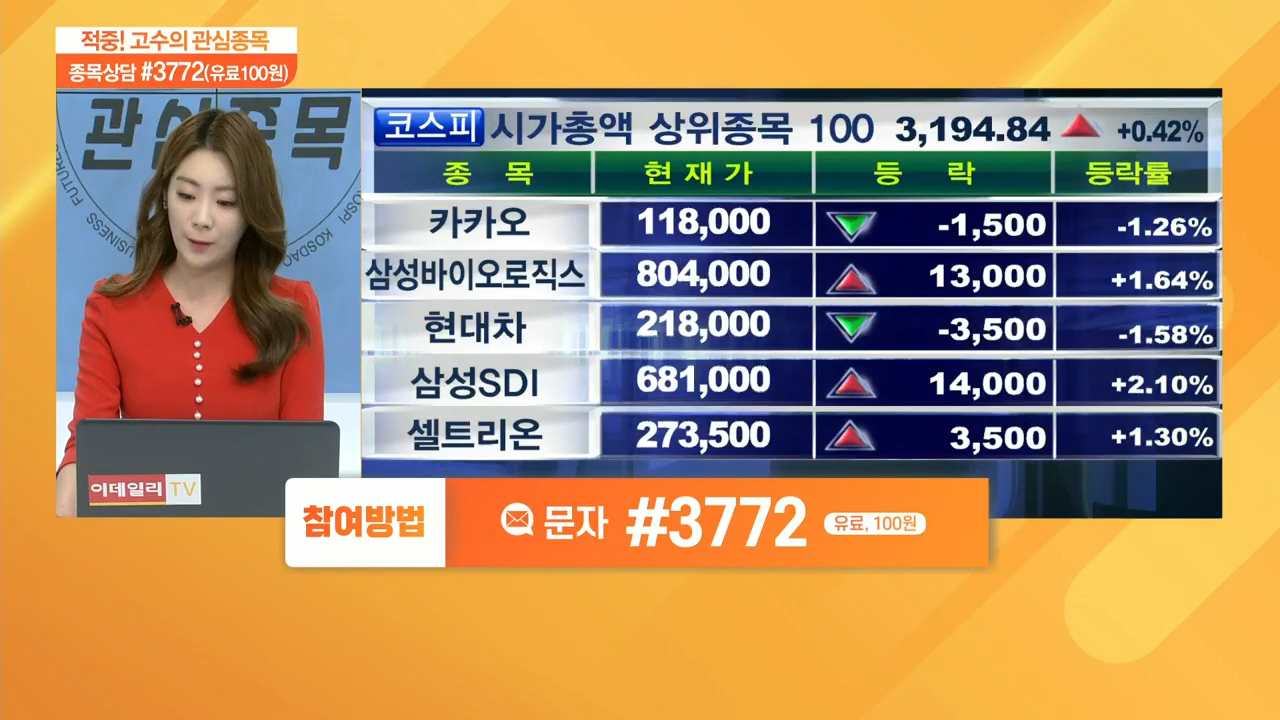 적중! 고수의 관심종목
종목상담 #3772(유료100원)
관심종목
FUTURES
BUSINESS
KOSDAQ
코스피 시가총액 상위종목 100 3,194.84 ▲ +0.42%
종 목 현재가 등 락 등락률
카카오 118,000 ▼ -1,500 -1.26%
삼성바이오로직스 804,000 ▲ 13,000 +1.64%
현대차 218,000 ▼ -3,500 -1.58%
삼성SDI 681,000 ▲ 14,000 +2.10%
셀트리온 273,500 ▲ 3,500 +1.30%
이데일리 TV
참여방법 문자 #3772 유료, 100원